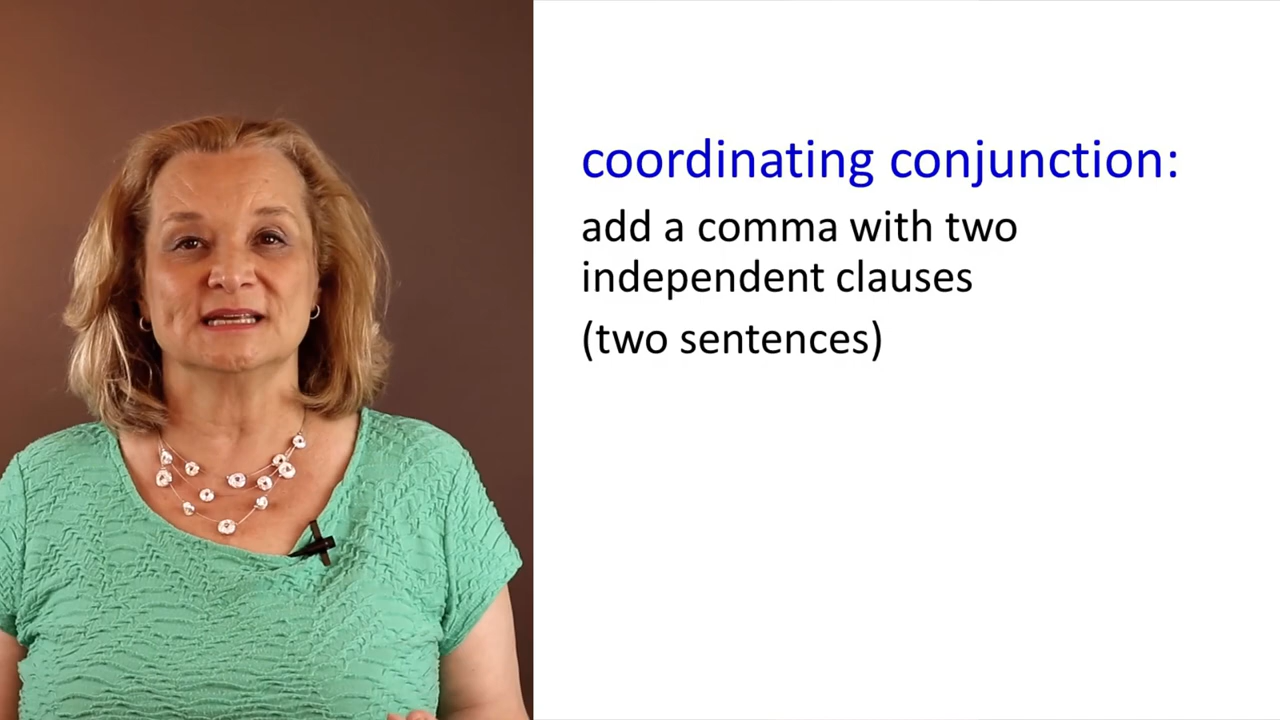 coordinating conjunction:
add a comma with two
independent clauses
(two sentences)